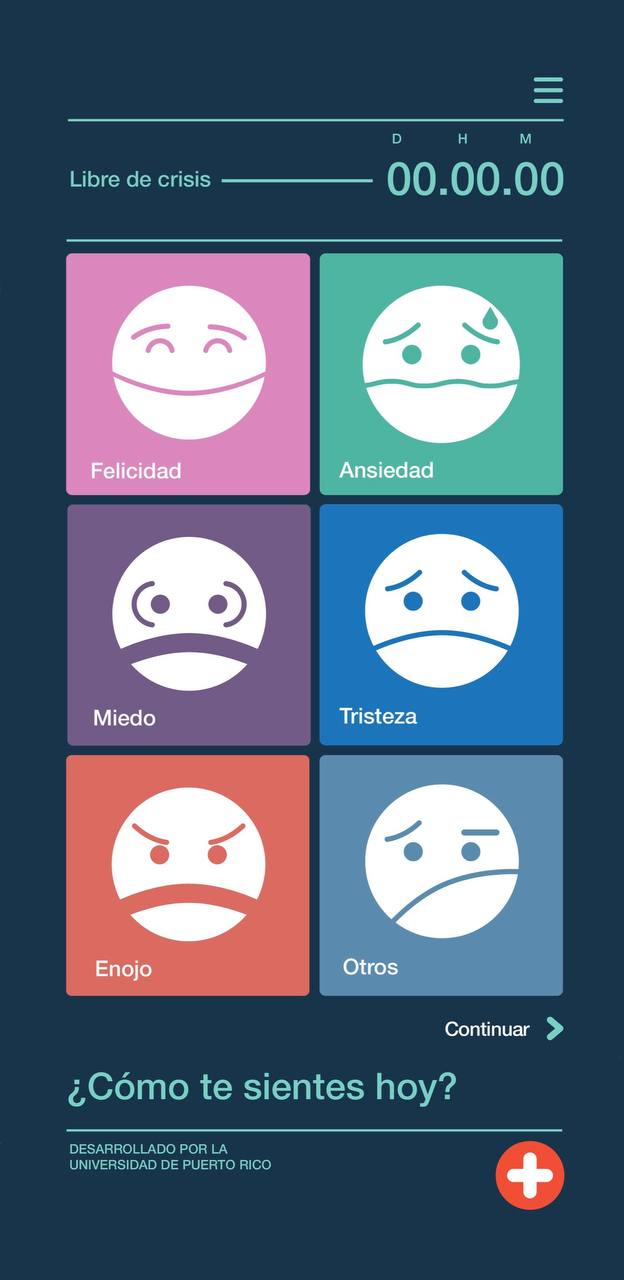 D H M
Libre de crisis 00.00.00
Felicidad
Ansiedad
Miedo
Tristeza
Enojo
Otros
Continuar
¿Cómo te sientes hoy?
DESARROLLADO POR LA
UNIVERSIDAD DE PUERTO RICO